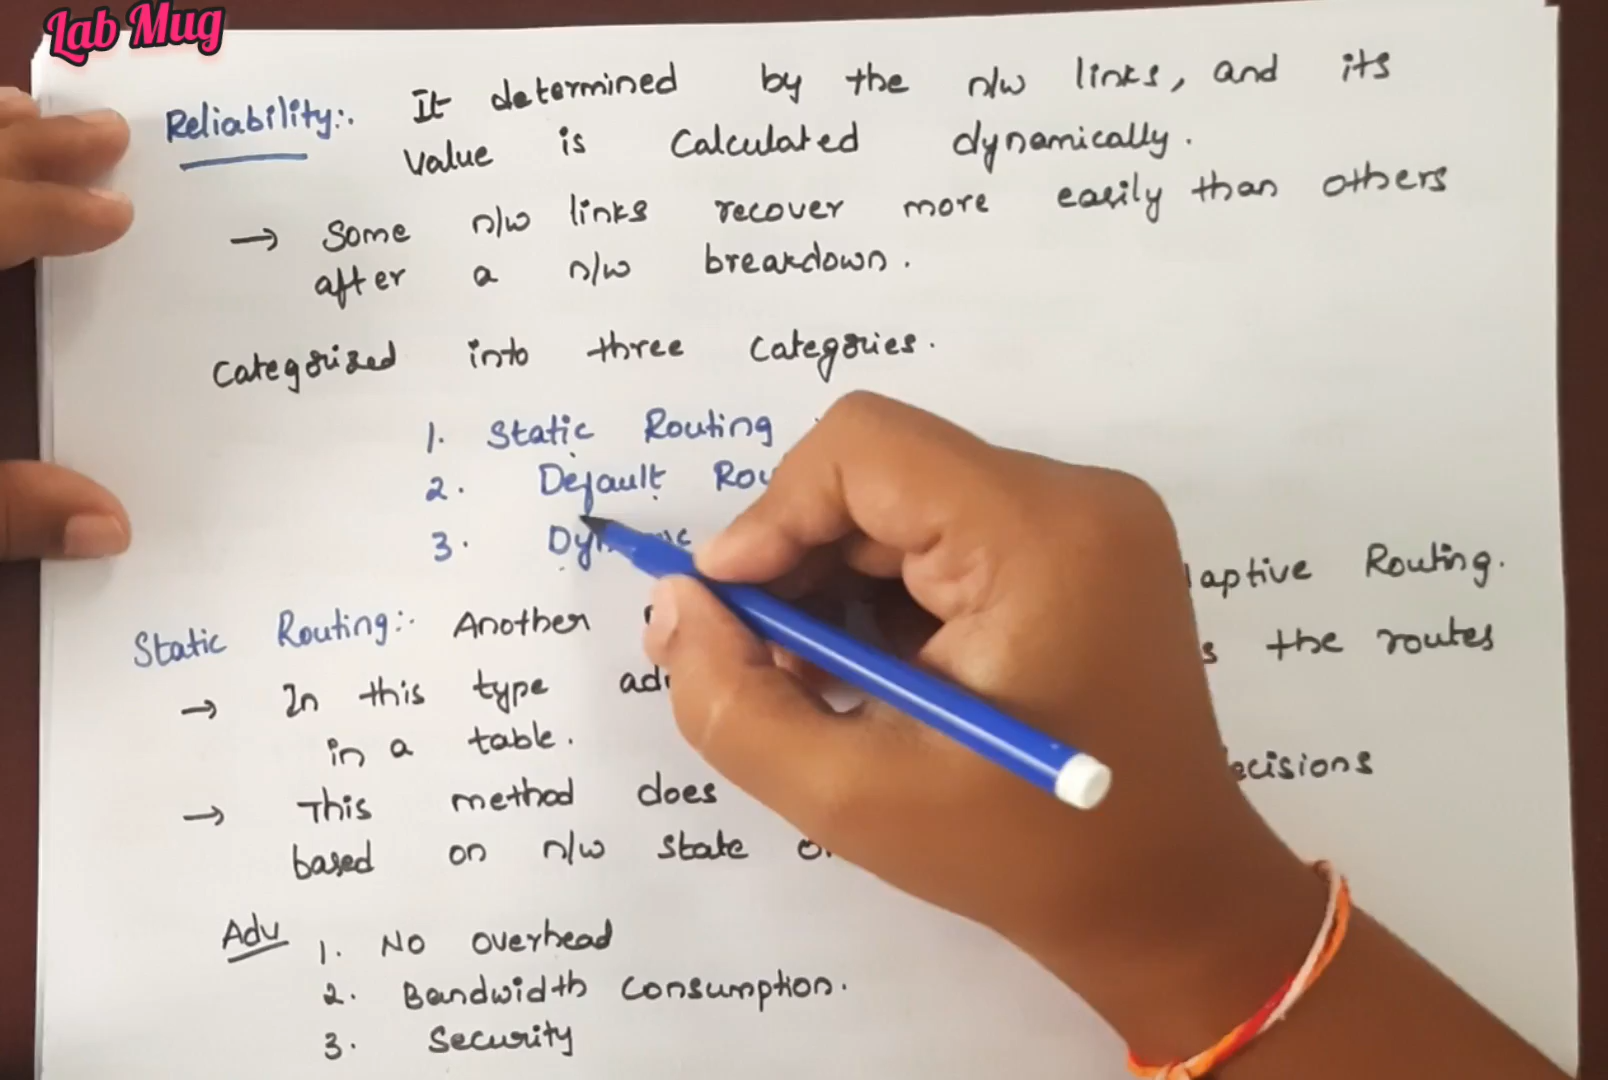 Lab Mug
Reliability:. It determined by the n/w links, and its
value is calculated dynamically.
→ Some n/w links recover more easily than others
after a n/w breakdown.
Categorized into three categories.
1. Static Routing
2. Default
3.
aptive Routing.
Static Routing:. Another
→ In this type s the routes
in a table.
→ This method does ecisions
based on n/w state
Adv 1. No overhead
2. Bandwidth consumption.
3. Security